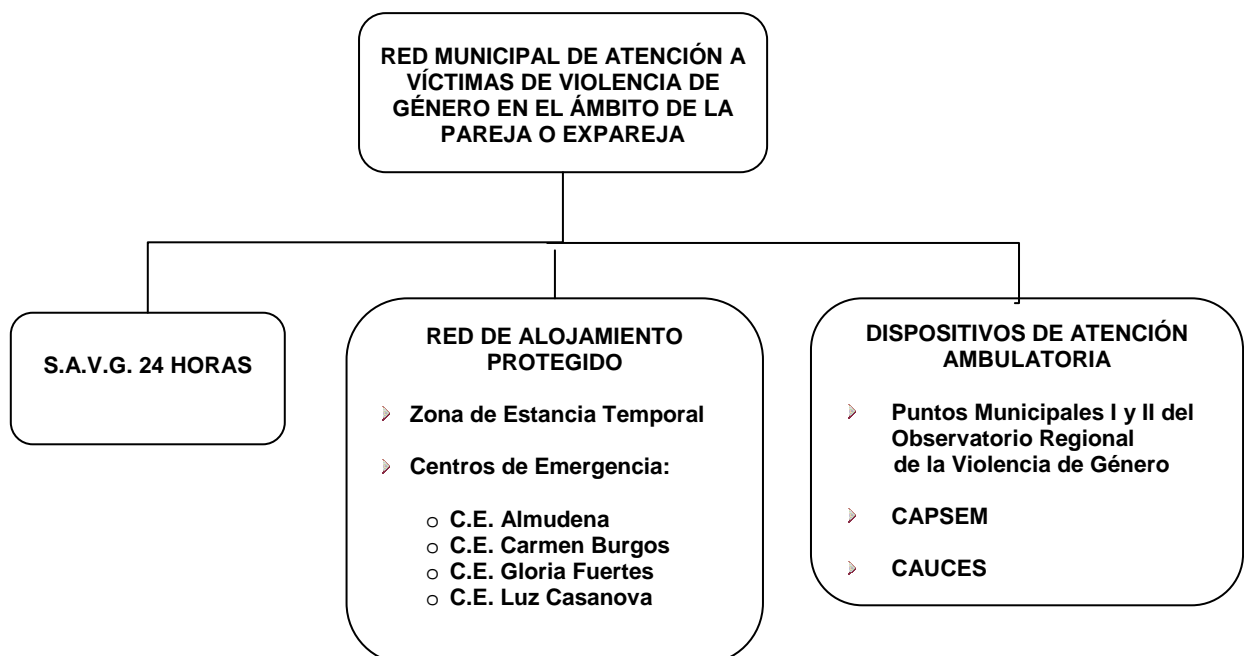 RED MUNICIPAL DE ATENCIÓN A
VÍCTIMAS DE VIOLENCIA DE
GÉNERO EN EL ÁMBITO DE LA
PAREJA O EXPAREJA
S.A.V.G. 24 HORAS
RED DE ALOJAMIENTO
PROTEGIDO
Zona de Estancia Temporal
Centros de Emergencia:
C.E. Almudena
C.E. Carmen Burgos
C.E. Gloria Fuertes
C.E. Luz Casanova
DISPOSITIVOS DE ATENCIÓN
AMBULATORIA
Puntos Municipales I y II del
Observatorio Regional
de la Violencia de Género
CAPSEM
CAUCES